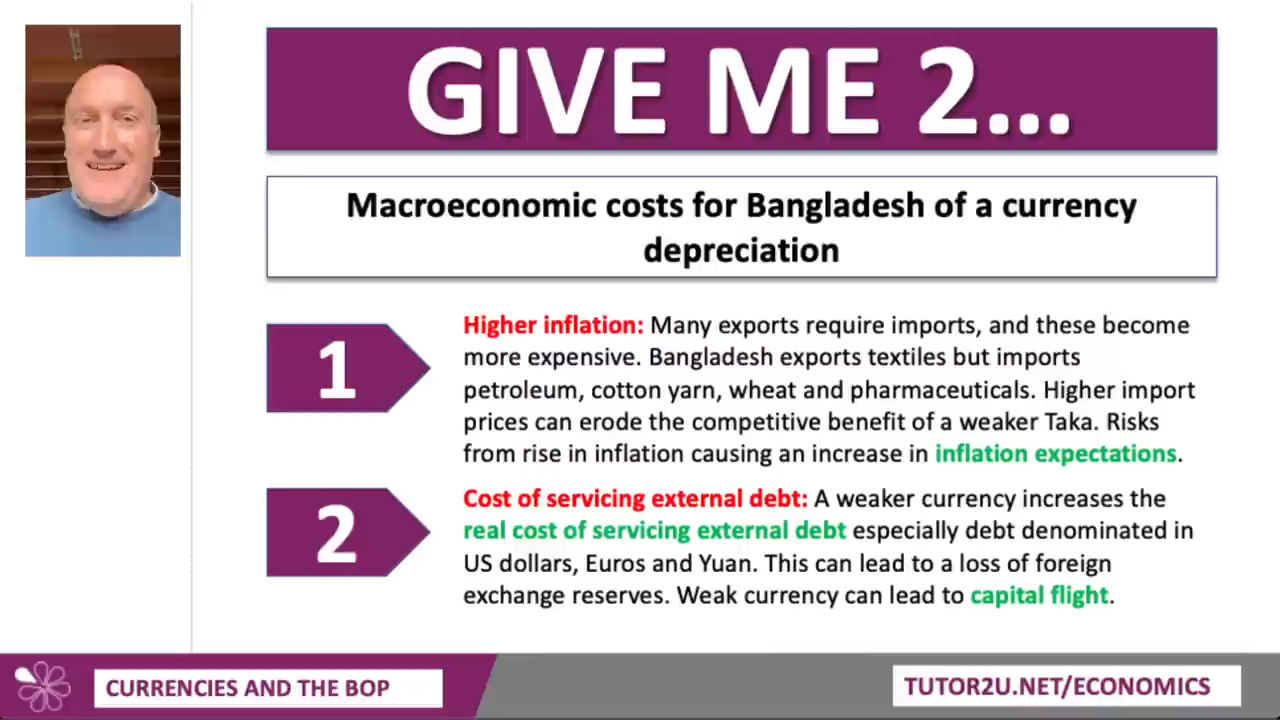 GIVE ME 2...
Macroeconomic costs for Bangladesh of a currency
depreciation
1
Higher inflation: Many exports require imports, and these become
more expensive. Bangladesh exports textiles but imports
petroleum, cotton yarn, wheat and pharmaceuticals. Higher import
prices can erode the competitive benefit of a weaker Taka. Risks
from rise in inflation causing an increase in inflation expectations.
2
Cost of servicing external debt: A weaker currency increases the
real cost of servicing external debt especially debt denominated in
US dollars, Euros and Yuan. This can lead to a loss of foreign
exchange reserves. Weak currency can lead to capital flight.
CURRENCIES AND THE BOP
TUTOR2U.NET/ECONOMICS